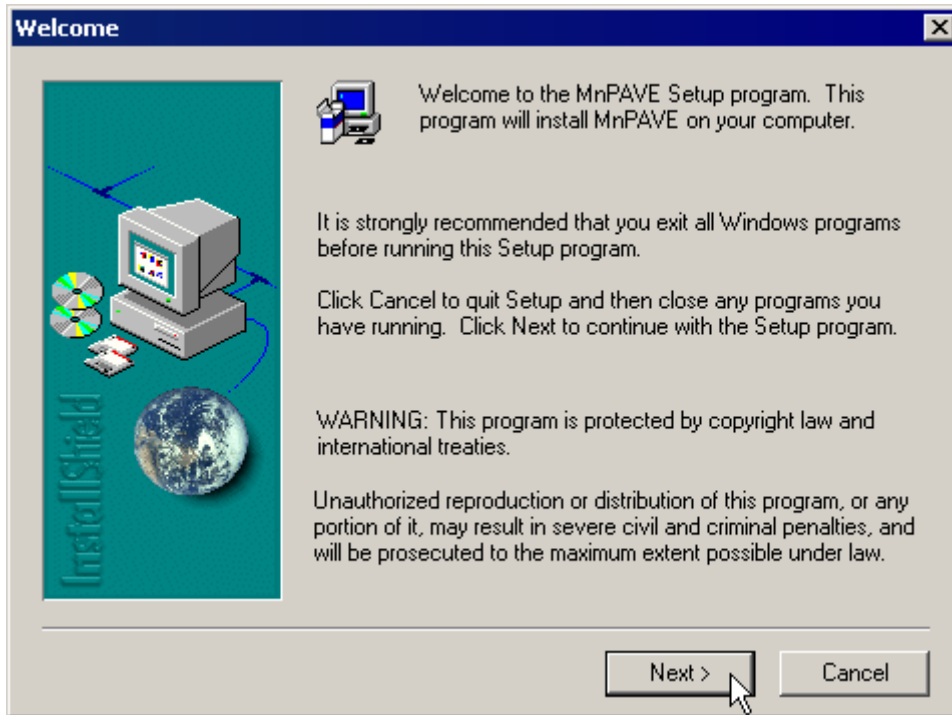 Welcome
Welcome to the MnPAVE Setup program.  This
program will install MnPAVE on your computer.
It is strongly recommended that you exit all Windows programs
before running this Setup program.
Click Cancel to quit Setup and then close any programs you
have running.  Click Next to continue with the Setup program.
WARNING: This program is protected by copyright law and
international treaties.
Unauthorized reproduction or distribution of this program, or any
portion of it, may result in severe civil and criminal penalties, and
will be prosecuted to the maximum extent possible under law.
InstallShield
Next >
Cancel